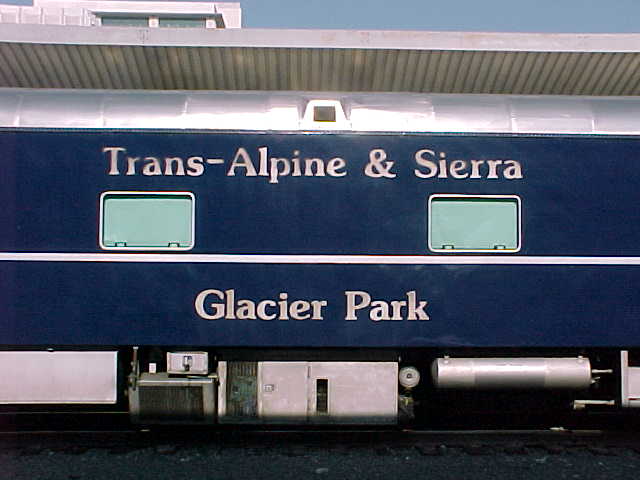 Trans-Alpine & Sierra
Glacier Park